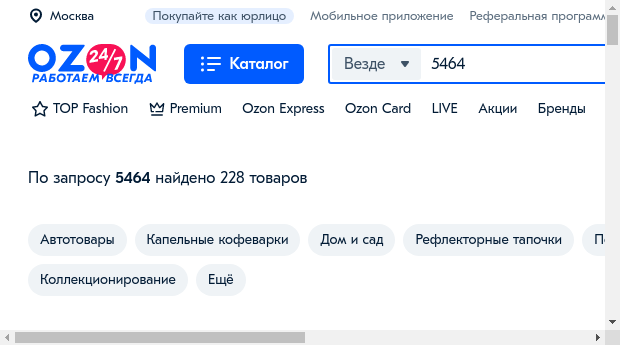 Москва Покупайте как юрлицо Мобильное приложение Реферальная програм
OZON 24/7
РАБОТАЕМ ВСЕГДА
Каталог Везде 5464
TOP Fashion Premium Ozon Express Ozon Card LIVE Акции Бренды
По запросу 5464 найдено 228 товаров
Автотовары Капельные кофеварки Дом и сад Рефлекторные тапочки
Коллекционирование Ещё